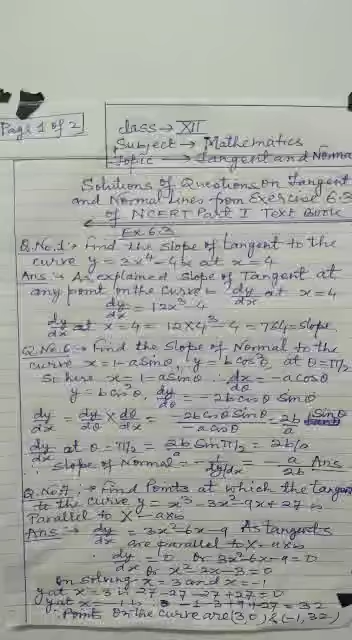 Page 1 of 2
class → XII
Subject → Mathematics
Topic → Tangent and Normal
Solutions of Questions on Tangent
and Normal Lines from Exercise 6.3
of NCERT Part I Text Book
Ex 6.3
Q.No.1:- Find the slope of tangent to the
curve y = 3x⁴-4x at x = 4
Ans:- As explained slope of Tangent at
any point on the curve = dy/dx at x = 4
dy/dx = 12x³-4
dy/dx at x = 4 = 12×4³-4 = 764 = slope
Q.No.6:- Find the slope of Normal to the
curve x = 1-a sinθ, y = b cos²θ, at θ = π/2
Sol: here x = 1-a sinθ ∴ dx/dθ = -a cosθ
y = b cos²θ, dy/dθ = -2b cosθ sinθ
dy/dx = dy/dθ × dθ/dx = -2b cosθ sinθ/-a cosθ = 2b/a sinθ
dy/dx at θ = π/2 = 2b sin π/2/a = 2b/a
∴ slope of Normal = -1/dy/dx = -a/2b Ans
Q.No.7:- Find Points at which the tangent
to the curve y = x³-3x²-9x+27 is
Parallel to X-axis
Ans:- dy/dx = 3x²-6x-9 As tangents
are parallel to X-axis
∴ dy/dx = 0 or 3x²-6x-9 = 0
or x²-2x-3 = 0
On solving x = 3 and x = -1
y at x = 3 is 27-27-27+27 = 0
y at x = -1 is -1-3+9+27 = 32
∴ Points on the curve are (3,0) & (-1,32)